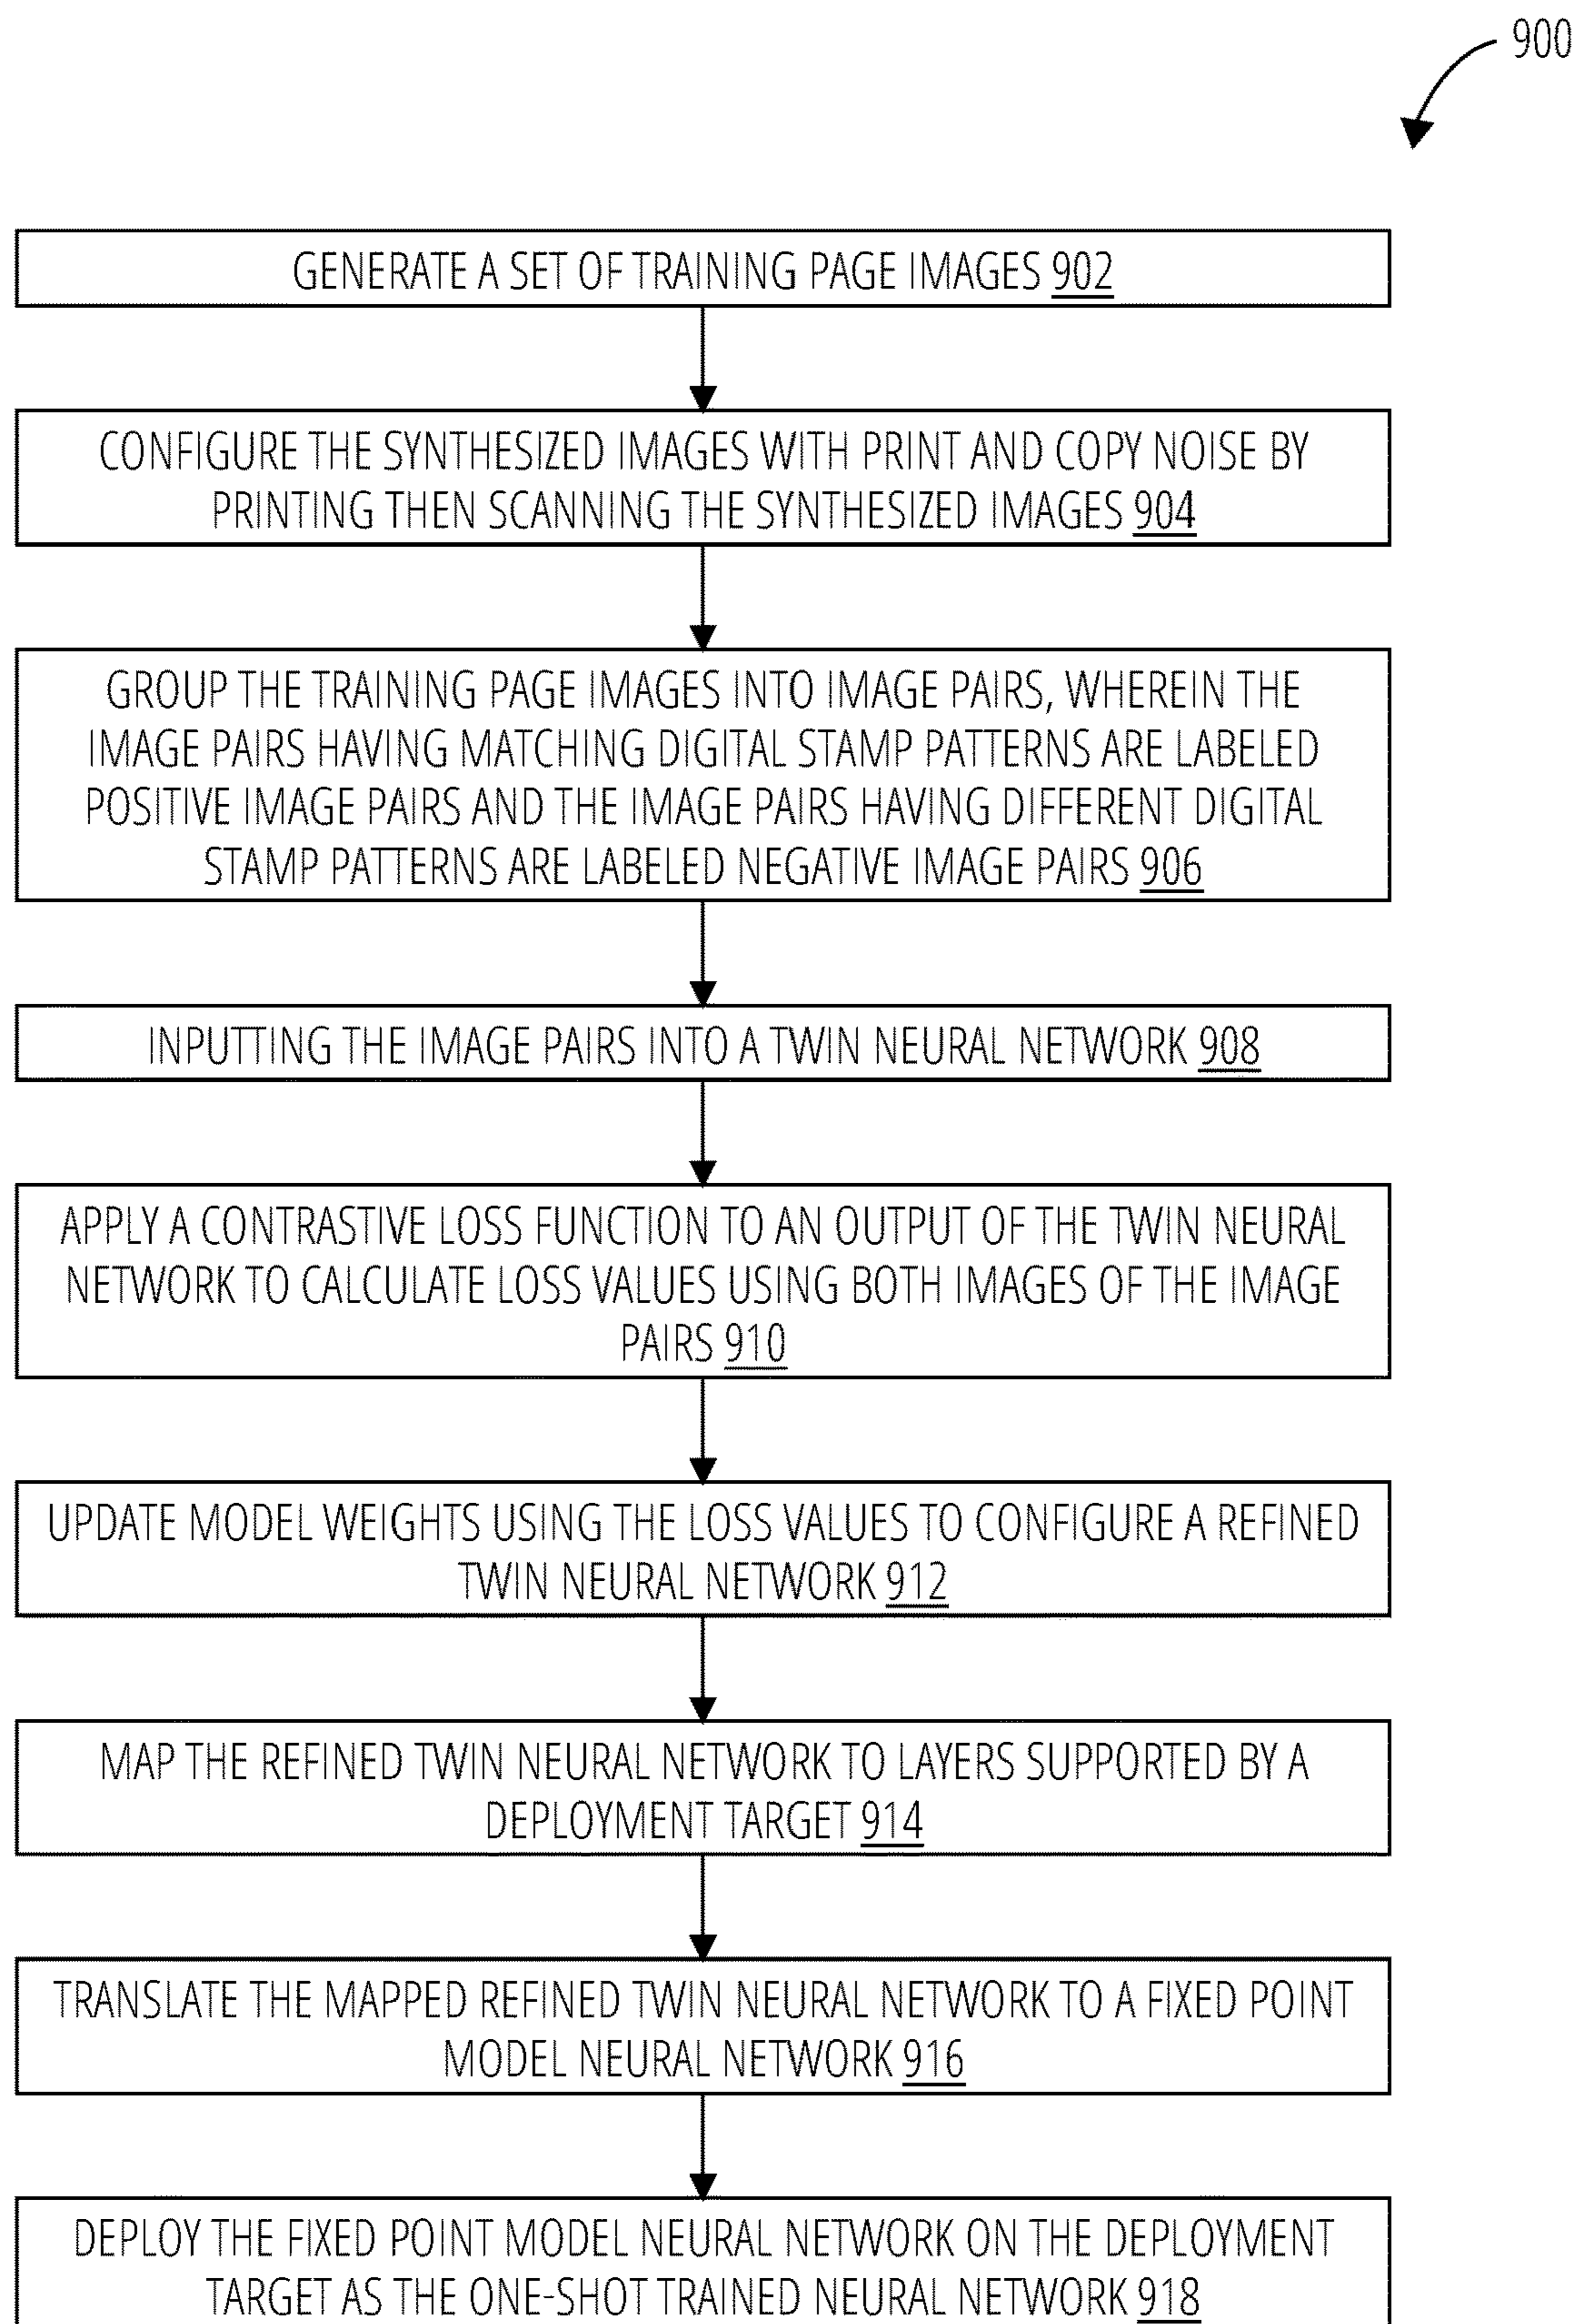 900
GENERATE A SET OF TRAINING PAGE IMAGES 902
CONFIGURE THE SYNTHESIZED IMAGES WITH PRINT AND COPY NOISE BY
PRINTING THEN SCANNING THE SYNTHESIZED IMAGES 904
GROUP THE TRAINING PAGE IMAGES INTO IMAGE PAIRS, WHEREIN THE
IMAGE PAIRS HAVING MATCHING DIGITAL STAMP PATTERNS ARE LABELED
POSITIVE IMAGE PAIRS AND THE IMAGE PAIRS HAVING DIFFERENT DIGITAL
STAMP PATTERNS ARE LABELED NEGATIVE IMAGE PAIRS 906
INPUTTING THE IMAGE PAIRS INTO A TWIN NEURAL NETWORK 908
APPLY A CONTRASTIVE LOSS FUNCTION TO AN OUTPUT OF THE TWIN NEURAL
NETWORK TO CALCULATE LOSS VALUES USING BOTH IMAGES OF THE IMAGE
PAIRS 910
UPDATE MODEL WEIGHTS USING THE LOSS VALUES TO CONFIGURE A REFINED
TWIN NEURAL NETWORK 912
MAP THE REFINED TWIN NEURAL NETWORK TO LAYERS SUPPORTED BY A
DEPLOYMENT TARGET 914
TRANSLATE THE MAPPED REFINED TWIN NEURAL NETWORK TO A FIXED POINT
MODEL NEURAL NETWORK 916
DEPLOY THE FIXED POINT MODEL NEURAL NETWORK ON THE DEPLOYMENT
TARGET AS THE ONE-SHOT TRAINED NEURAL NETWORK 918